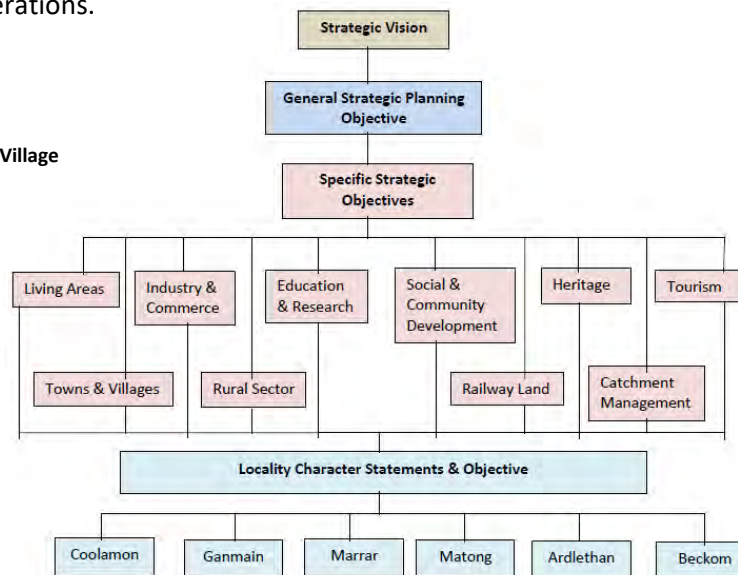 erations.
Strategic Vision
General Strategic Planning
Objective
Village
Specific Strategic
Objectives
Living Areas
Industry &
Commerce
Education
& Research
Social &
Community
Development
Heritage
Tourism
Towns & Villages
Rural Sector
Railway Land
Catchment
Management
Locality Character Statements & Objective
Coolamon
Ganmain
Marrar
Matong
Ardlethan
Beckom